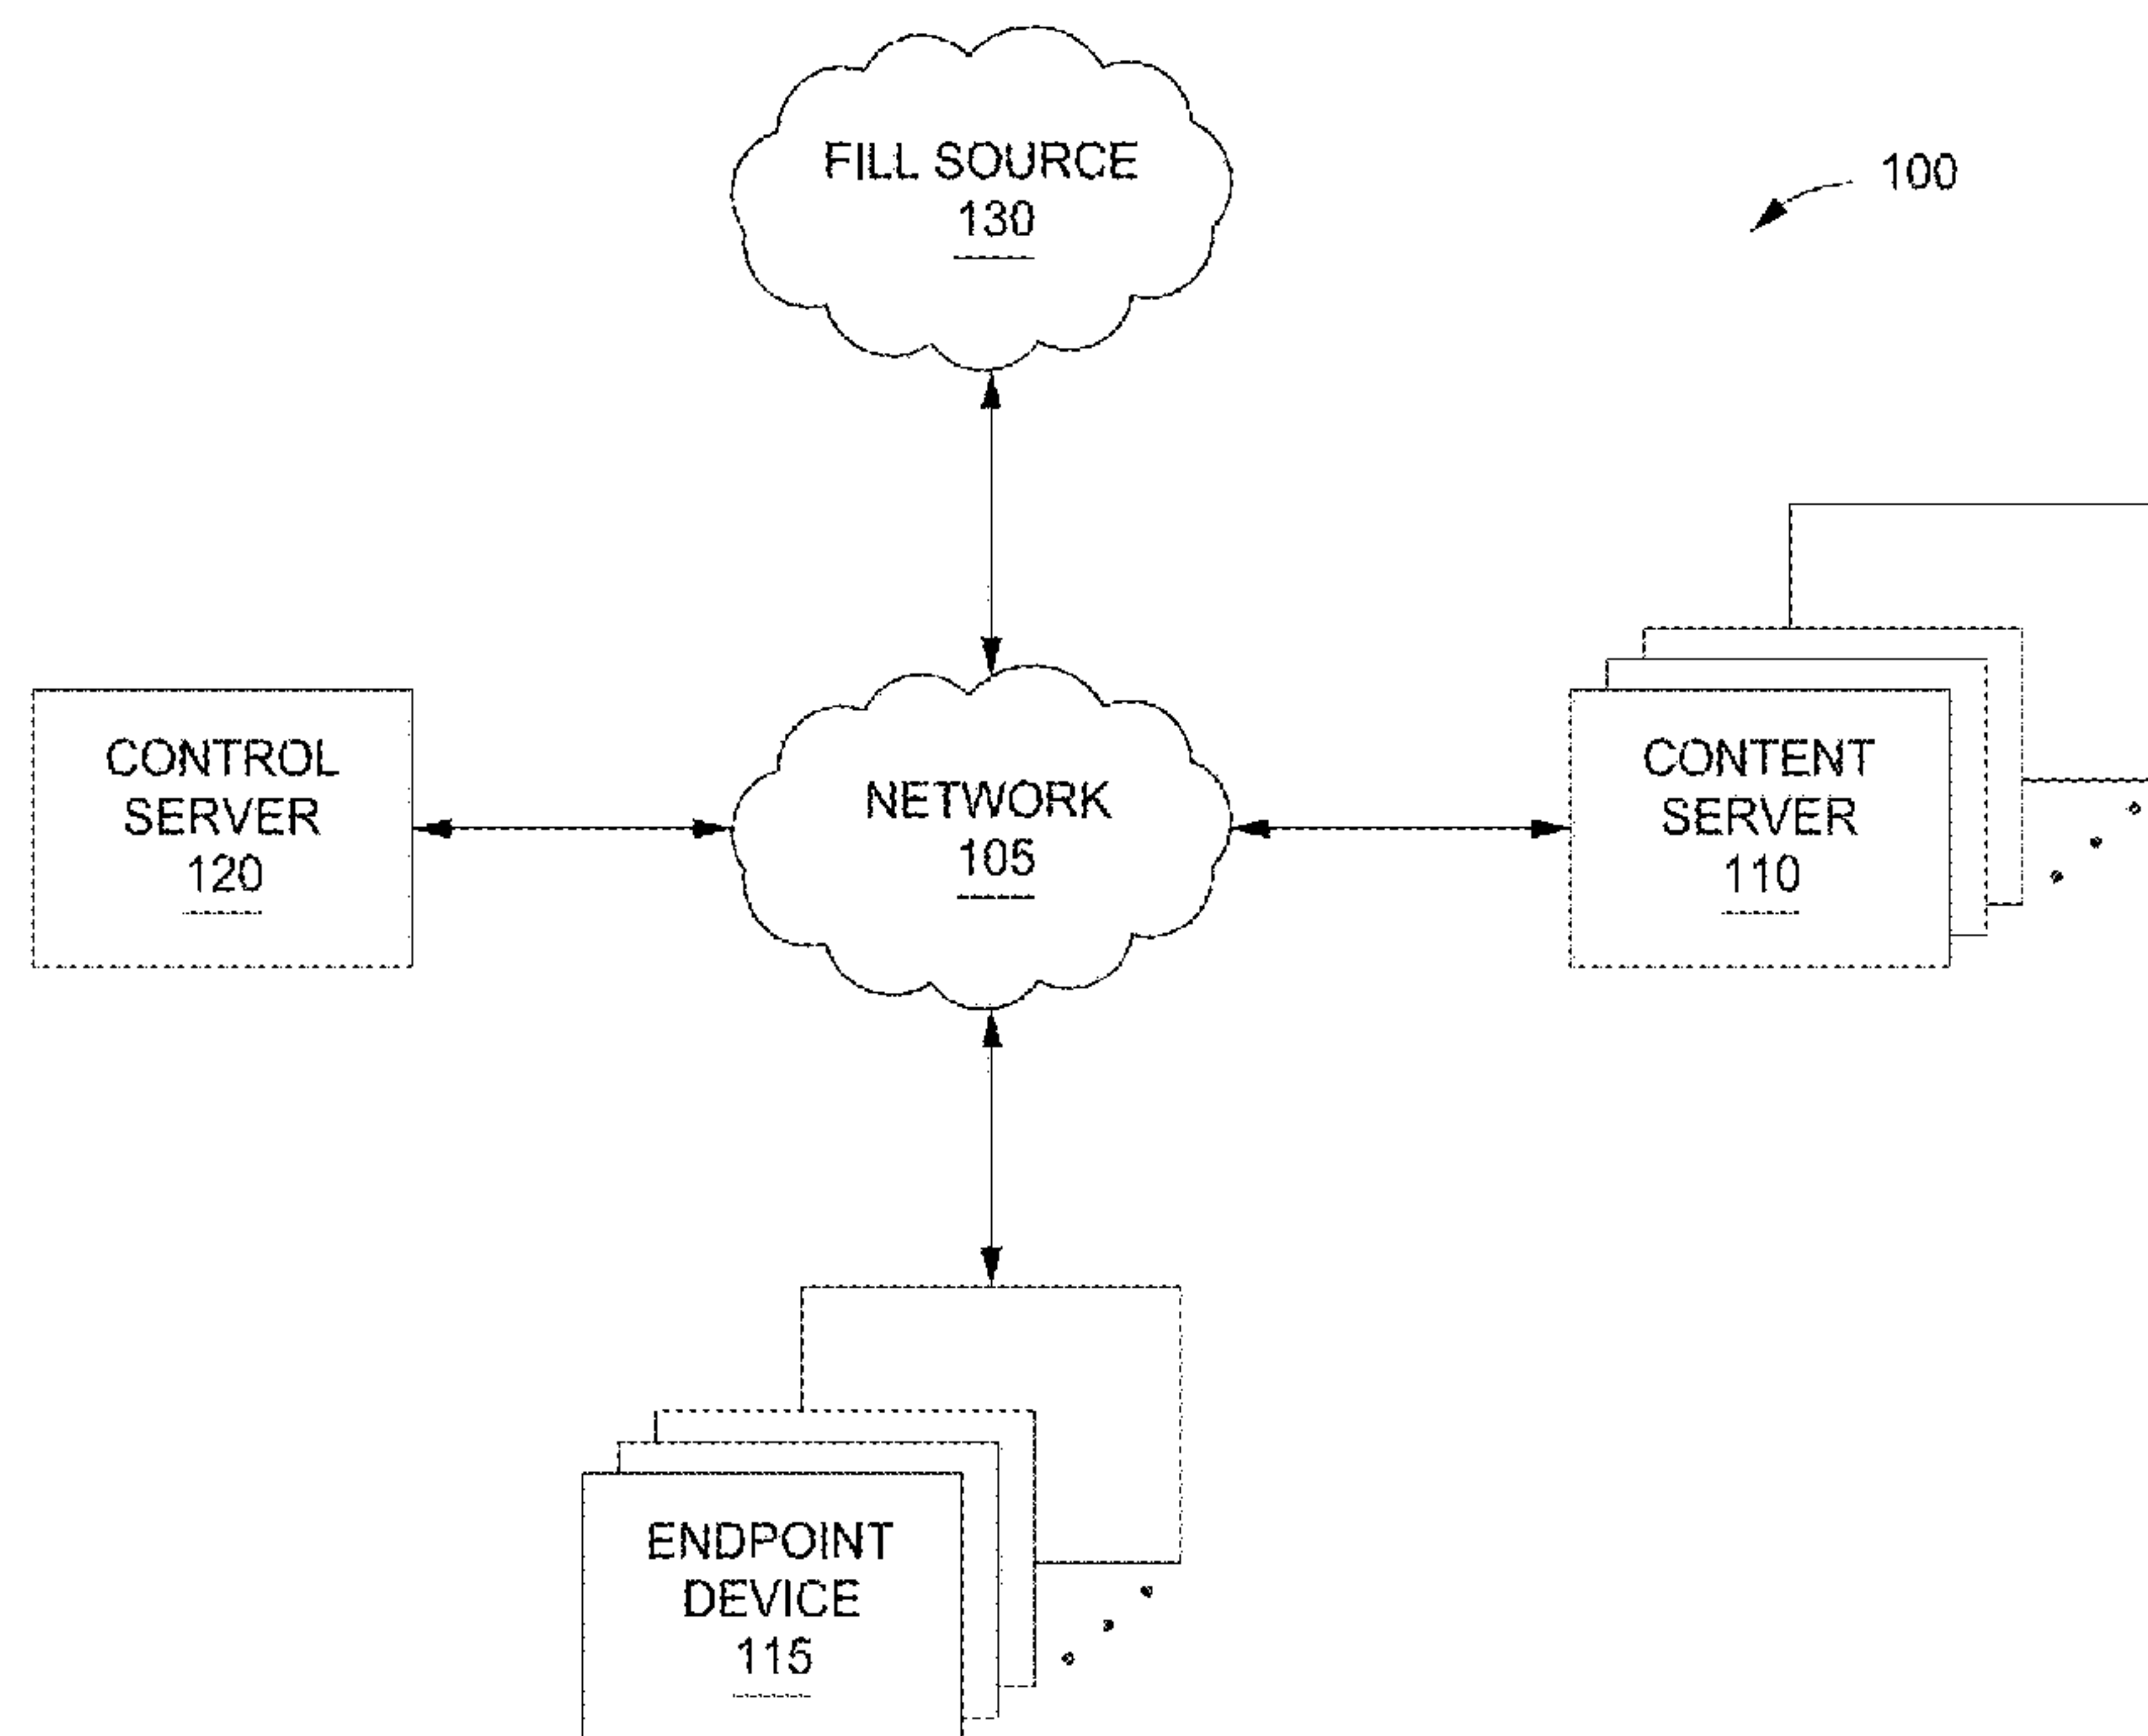 FILL SOURCE
130
100
CONTROL
SERVER
120
NETWORK
105
CONTENT
SERVER
110
ENDPOINT
DEVICE
115